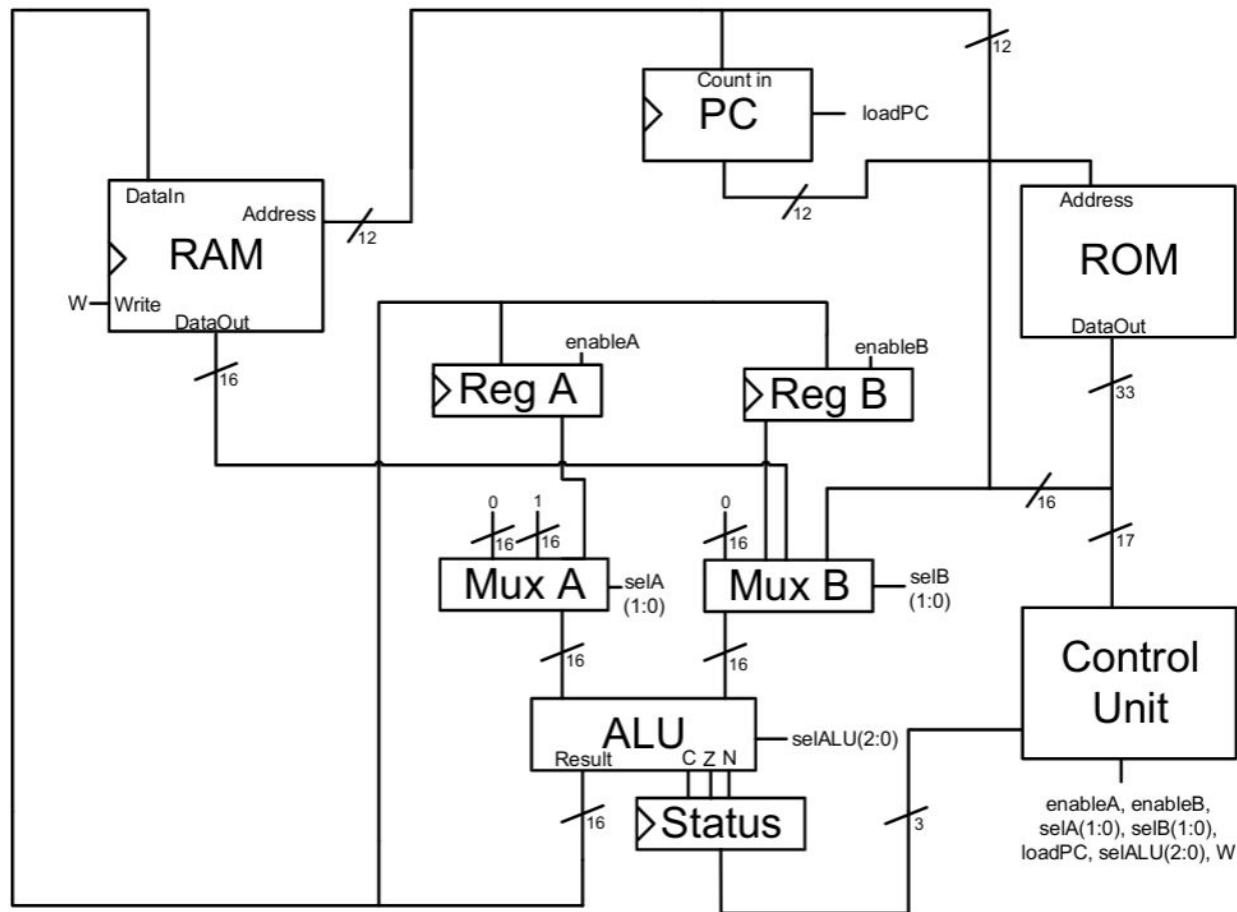 12
Count in
PC
loadPC
DataIn
Address
12
12
Address
RAM
ROM
W
Write
DataOut
DataOut
enableA
enableB
16
Reg A
Reg B
33
0
1
0
16
16
16
16
17
Mux A
selA
(1:0)
Mux B
selB
(1:0)
16
16
Control
Unit
ALU
selALU(2:0)
Result
C Z N
16
Status
3
enableA, enableB,
selA(1:0), selB(1:0),
loadPC, selALU(2:0), W